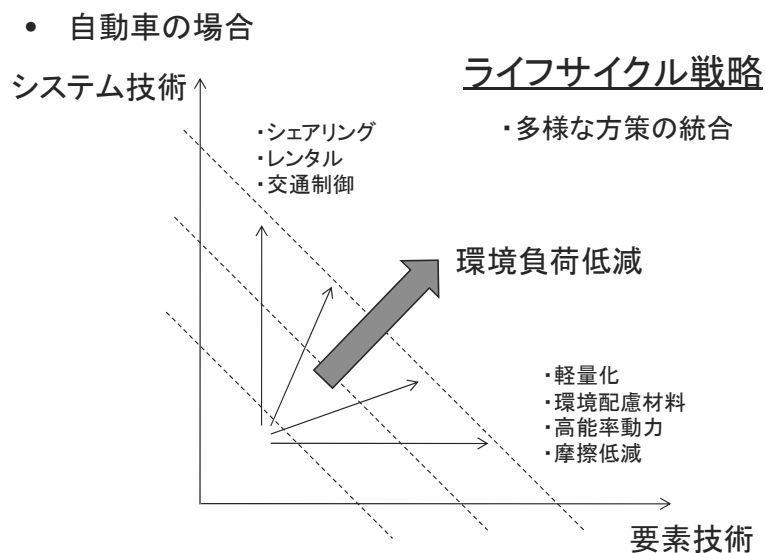 • 自動車の場合
ライフサイクル戦略
システム技術
・シェアリング
・レンタル
・交通制御
・多様な方策の統合
環境負荷低減
・軽量化
・環境配慮材料
・高能率動力
・摩擦低減
要素技術